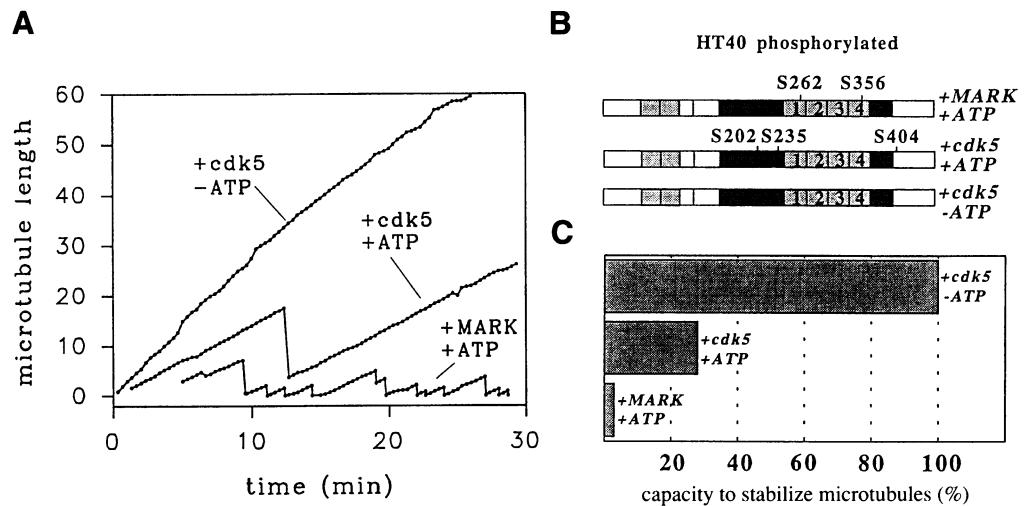 A
microtubule length
60
50
40
30
20
10
0
+cdk5
-ATP
+cdk5
+ATP
+MARK
+ATP
0
10
20
30
time (min)
B
HT40 phosphorylated
S262 S356
1 2 3 4
+MARK
+ATP
S202 S235 S404
1 2 3 4
+cdk5
+ATP
1 2 3 4
+cdk5
-ATP
C
+cdk5
-ATP
+cdk5
+ATP
+MARK
+ATP
20 40 60 80 100
capacity to stabilize microtubules (%)